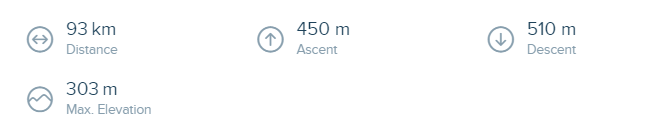 93 km
Distance
450 m
Ascent
510 m
Descent
303 m
Max. Elevation